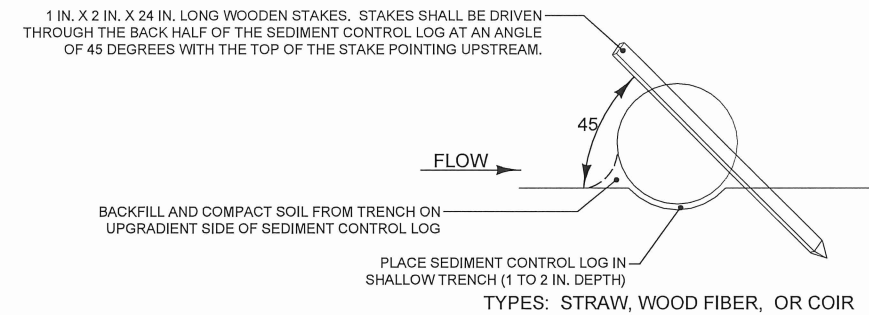 1 IN. X 2 IN. X 24 IN. LONG WOODEN STAKES. STAKES SHALL BE DRIVEN
THROUGH THE BACK HALF OF THE SEDIMENT CONTROL LOG AT AN ANGLE
OF 45 DEGREES WITH THE TOP OF THE STAKE POINTING UPSTREAM.
45
FLOW
BACKFILL AND COMPACT SOIL FROM TRENCH ON
UPGRADIENT SIDE OF SEDIMENT CONTROL LOG
PLACE SEDIMENT CONTROL LOG IN
SHALLOW TRENCH (1 TO 2 IN. DEPTH)
TYPES: STRAW, WOOD FIBER, OR COIR